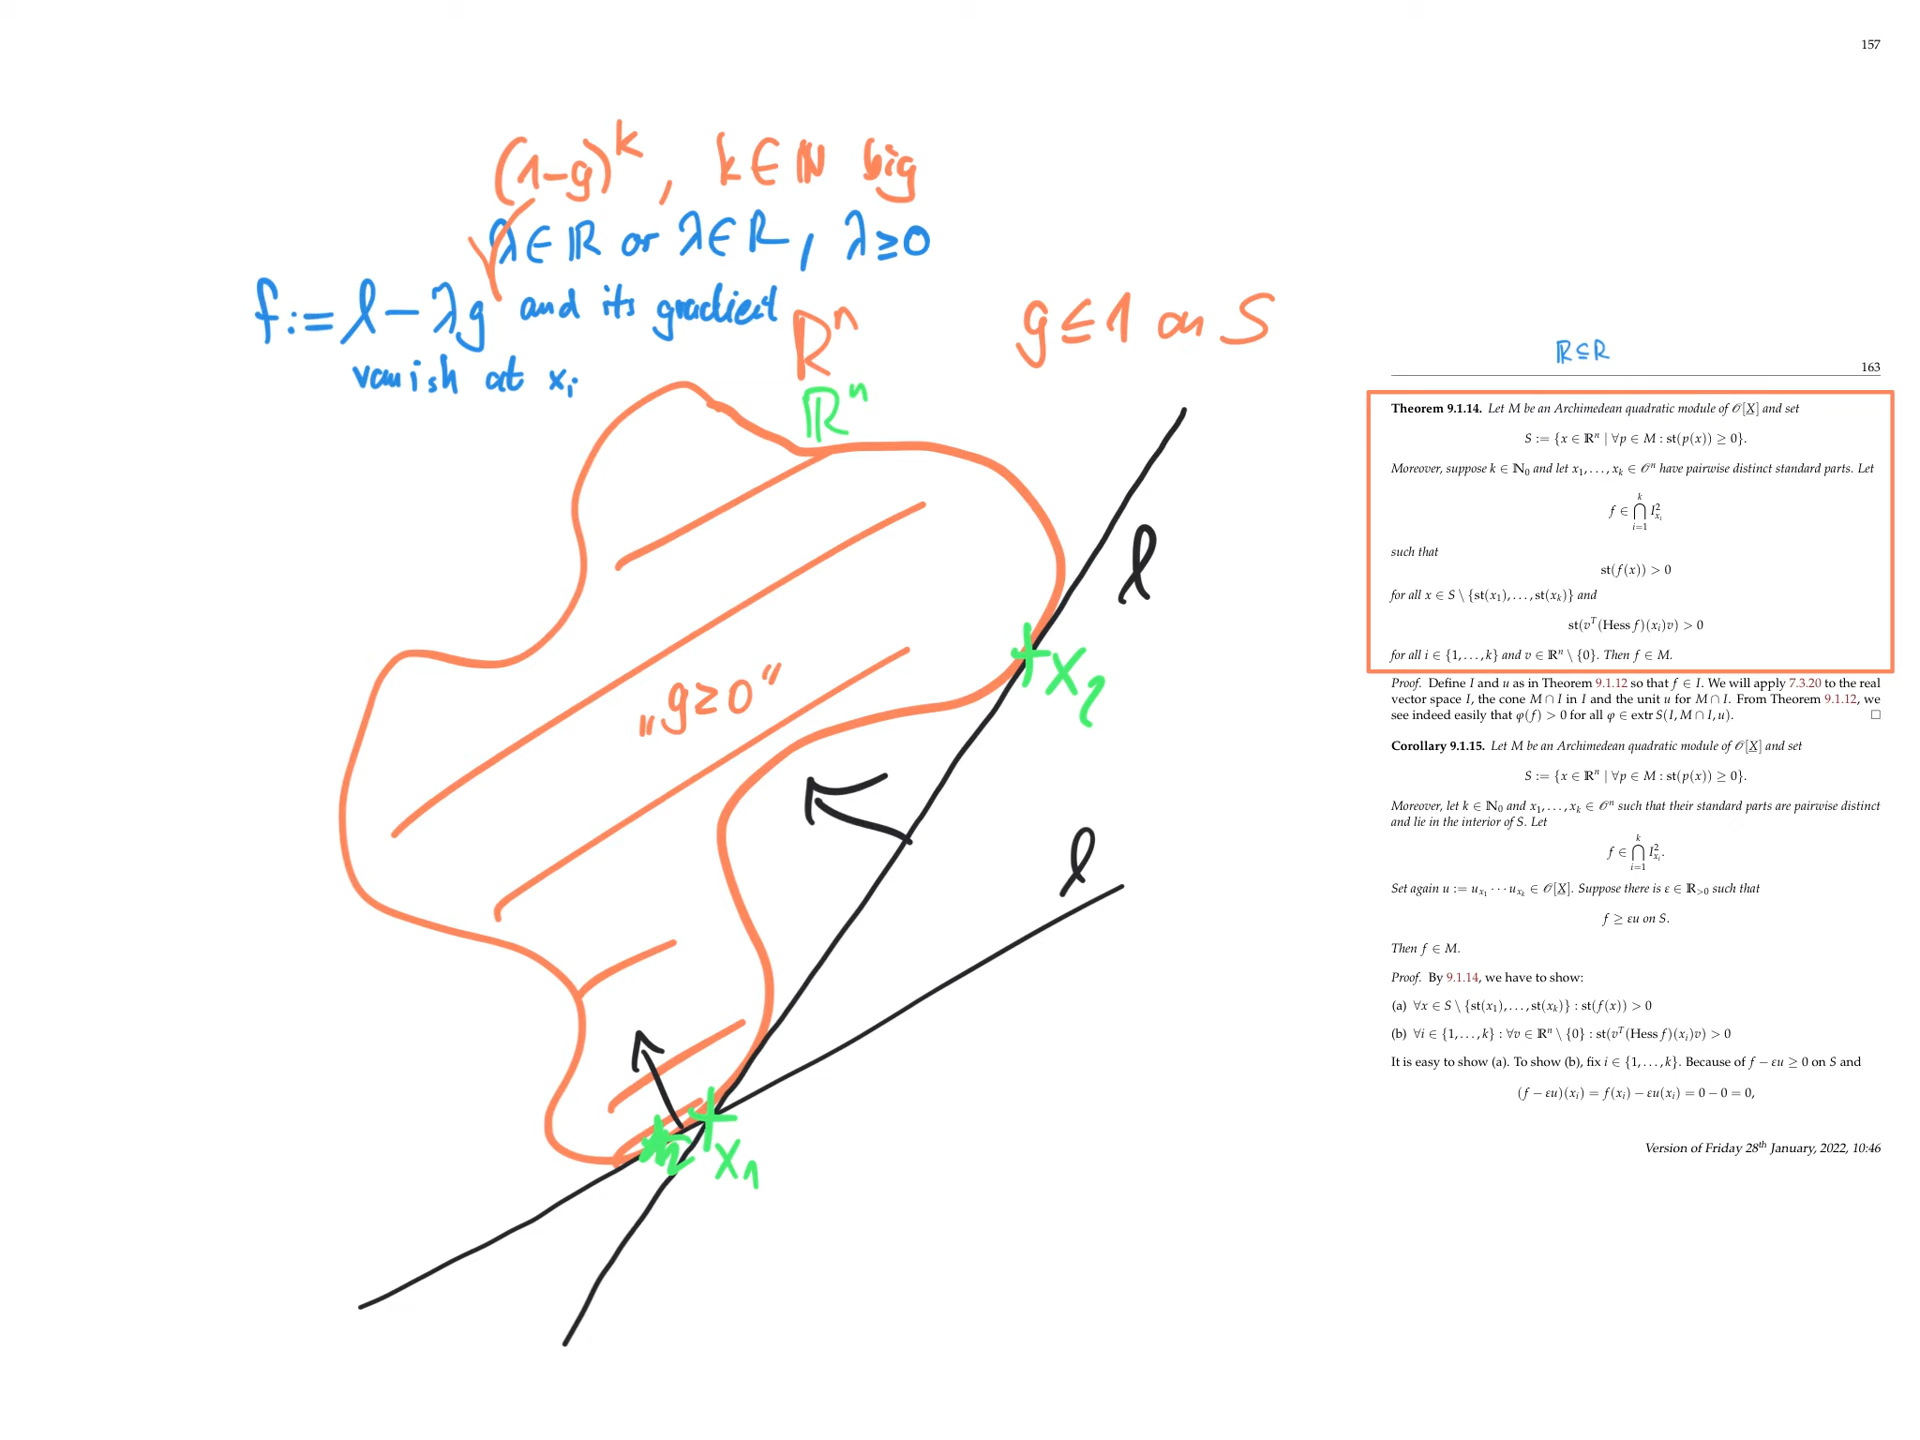 157
(1-g)^k, k ∈ ℕ big
λ ∈ ℝ or λ ∈ R, λ ≥ 0
f := ℓ - λg and its gradient
vanish at x_i
R^n
ℝ^n
g ≤ 1 on S
ℓ
x_2
„g ≥ 0“
ℓ
x_1
ℝ ⊆ R
163
Theorem 9.1.14. Let M be an Archimedean quadratic module of 𝒪[X] and set
S := {x ∈ ℝ^n | ∀p ∈ M : st(p(x)) ≥ 0}.
Moreover, suppose k ∈ ℕ_0 and let x_1, . . . , x_k ∈ 𝒪^n have pairwise distinct standard parts. Let
f ∈ ⋂_{i=1}^k I_{x_i}^2
such that
st(f(x)) > 0
for all x ∈ S \ {st(x_1), . . . , st(x_k)} and
st(v^T(Hess f)(x_i)v) > 0
for all i ∈ {1, . . . , k} and v ∈ ℝ^n \ {0}. Then f ∈ M.
Proof. Define I and u as in Theorem 9.1.12 so that f ∈ I. We will apply 7.3.20 to the real
vector space I, the cone M ∩ I in I and the unit u for M ∩ I. From Theorem 9.1.12, we
see indeed easily that φ(f) > 0 for all φ ∈ extr S(I, M ∩ I, u). □
Corollary 9.1.15. Let M be an Archimedean quadratic module of 𝒪[X] and set
S := {x ∈ ℝ^n | ∀p ∈ M : st(p(x)) ≥ 0}.
Moreover, let k ∈ ℕ_0 and x_1, . . . , x_k ∈ 𝒪^n such that their standard parts are pairwise distinct
and lie in the interior of S. Let
f ∈ ⋂_{i=1}^k I_{x_i}^2.
Set again u := u_{x_1} · · · u_{x_k} ∈ 𝒪[X]. Suppose there is ε ∈ ℝ_{>0} such that
f ≥ εu on S.
Then f ∈ M.
Proof. By 9.1.14, we have to show:
(a) ∀x ∈ S \ {st(x_1), . . . , st(x_k)} : st(f(x)) > 0
(b) ∀i ∈ {1, . . . , k} : ∀v ∈ ℝ^n \ {0} : st(v^T(Hess f)(x_i)v) > 0
It is easy to show (a). To show (b), fix i ∈ {1, . . . , k}. Because of f − εu ≥ 0 on S and
(f − εu)(x_i) = f(x_i) − εu(x_i) = 0 − 0 = 0,
Version of Friday 28th January, 2022, 10:46